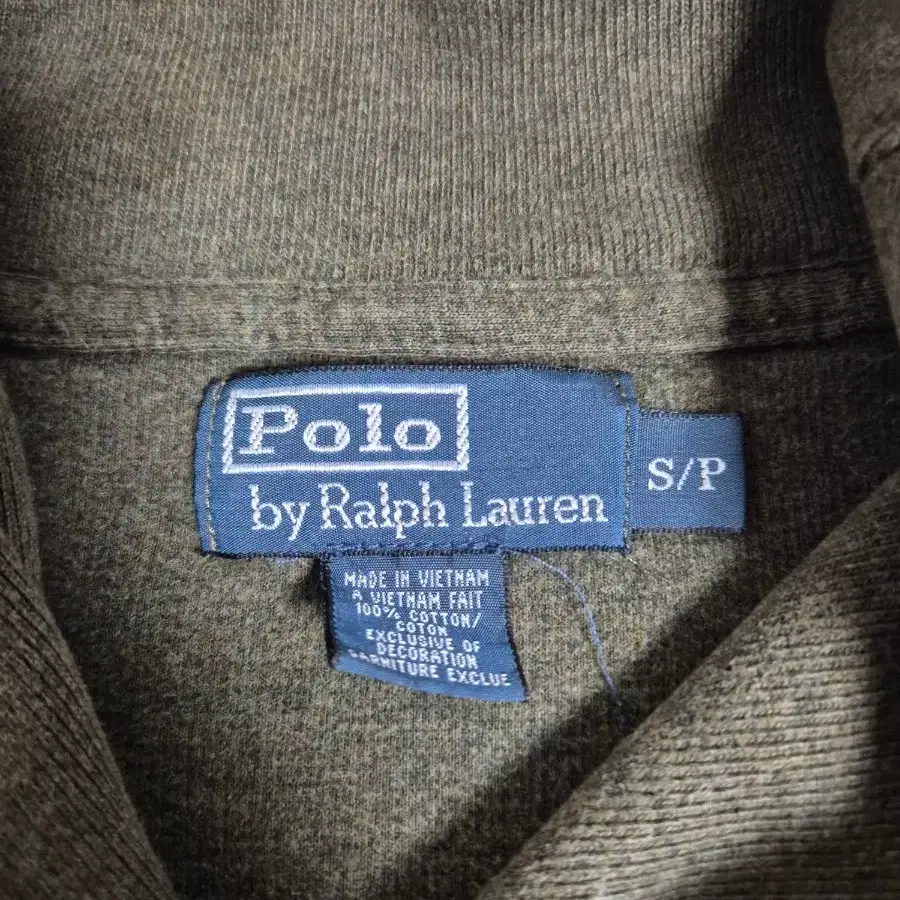 Polo
by Ralph Lauren
S/P
MADE IN VIETNAM
A VIETNAM FAIT
100% COTTON/
COTON
EXCLUSIVE OF
DECORATION
GARNITURE EXCLUE